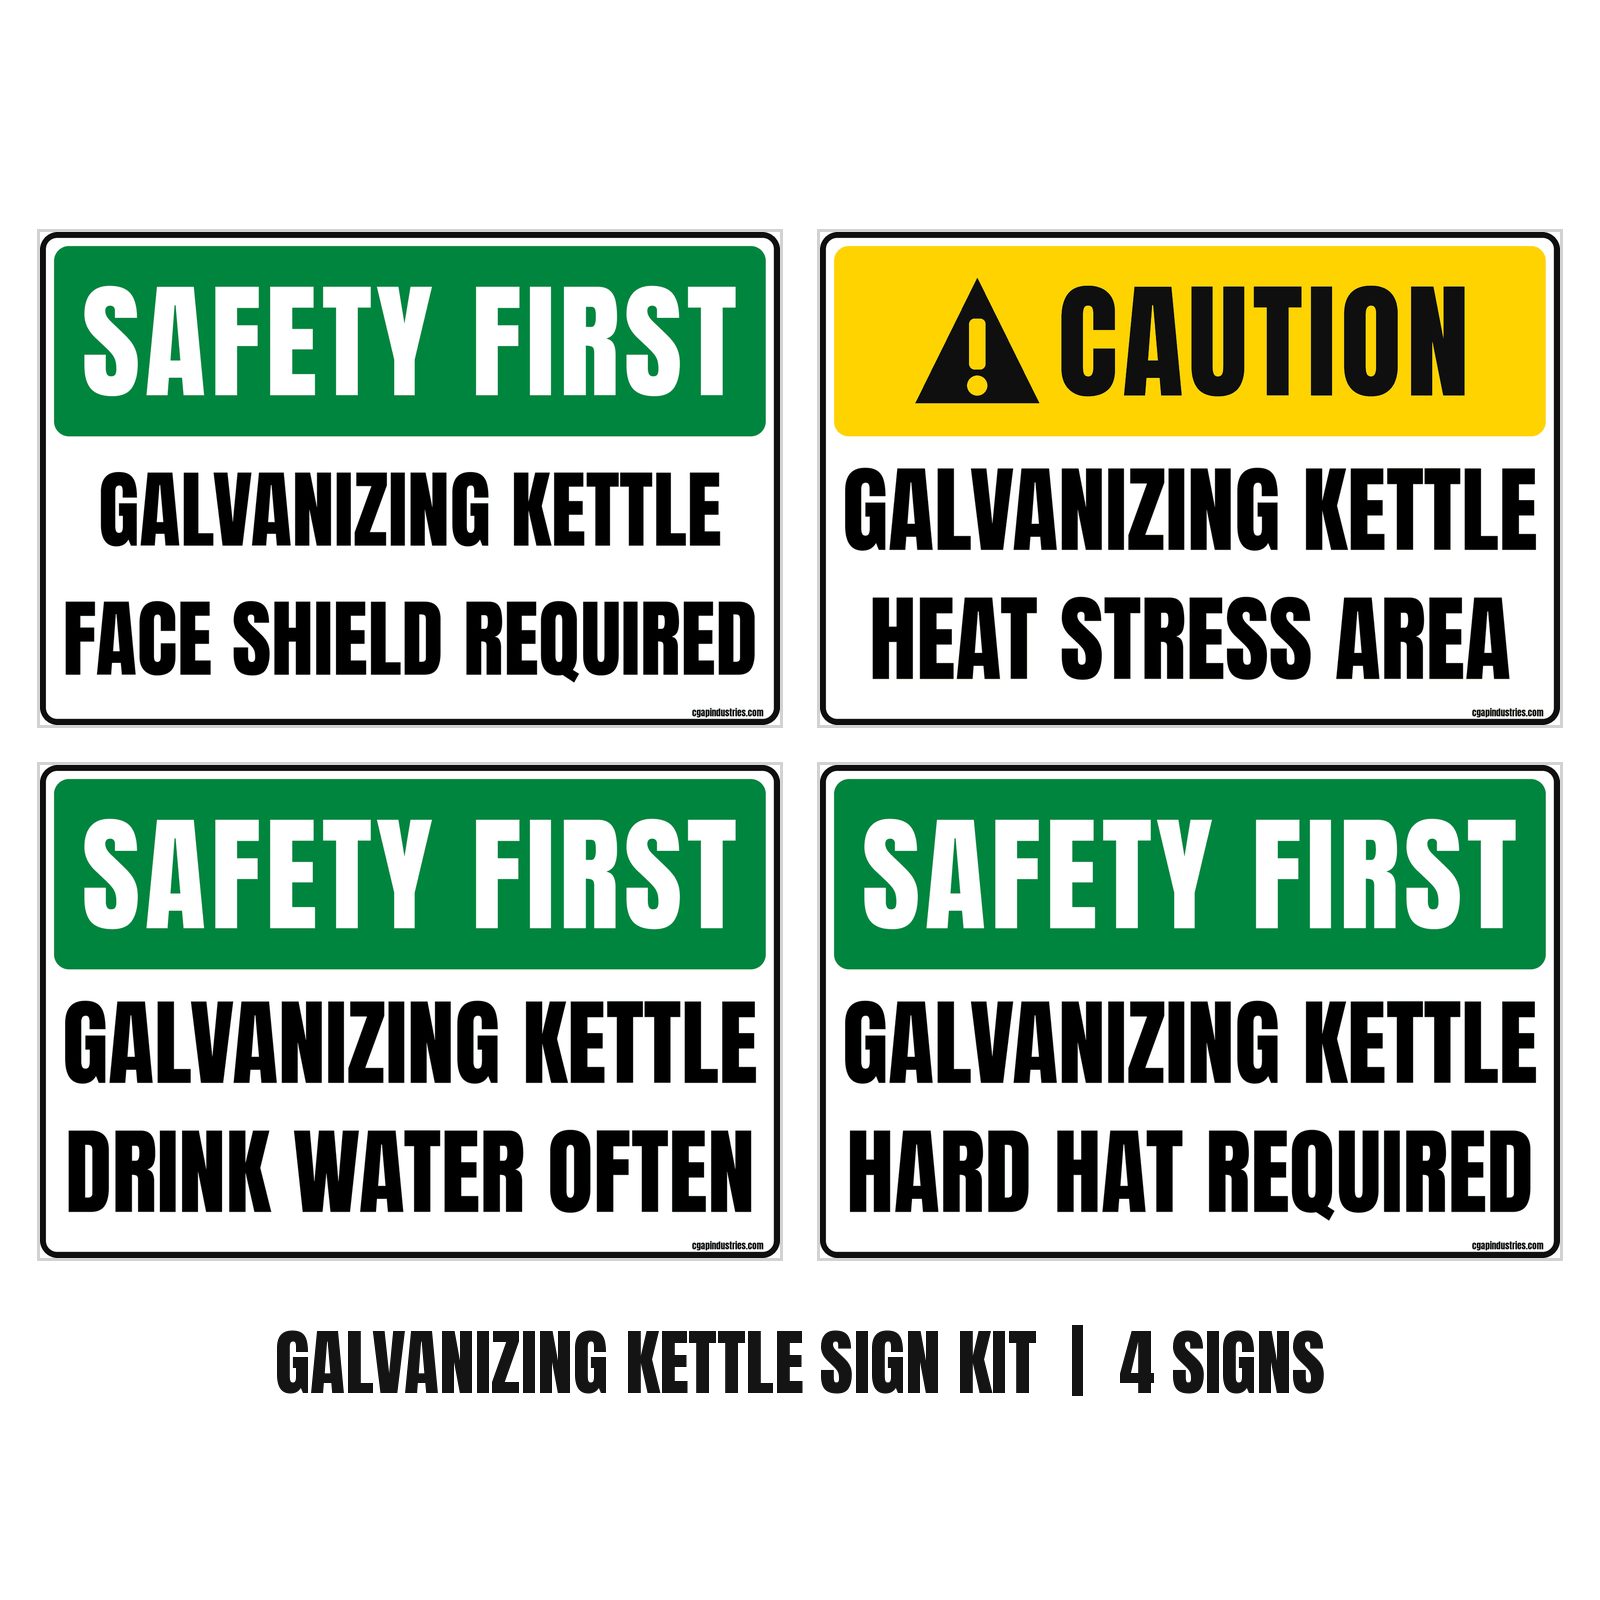 SAFETY FIRST
GALVANIZING KETTLE
FACE SHIELD REQUIRED
cgapindustries.com
CAUTION
GALVANIZING KETTLE
HEAT STRESS AREA
cgapindustries.com
SAFETY FIRST
GALVANIZING KETTLE
DRINK WATER OFTEN
cgapindustries.com
SAFETY FIRST
GALVANIZING KETTLE
HARD HAT REQUIRED
cgapindustries.com
GALVANIZING KETTLE SIGN KIT | 4 SIGNS